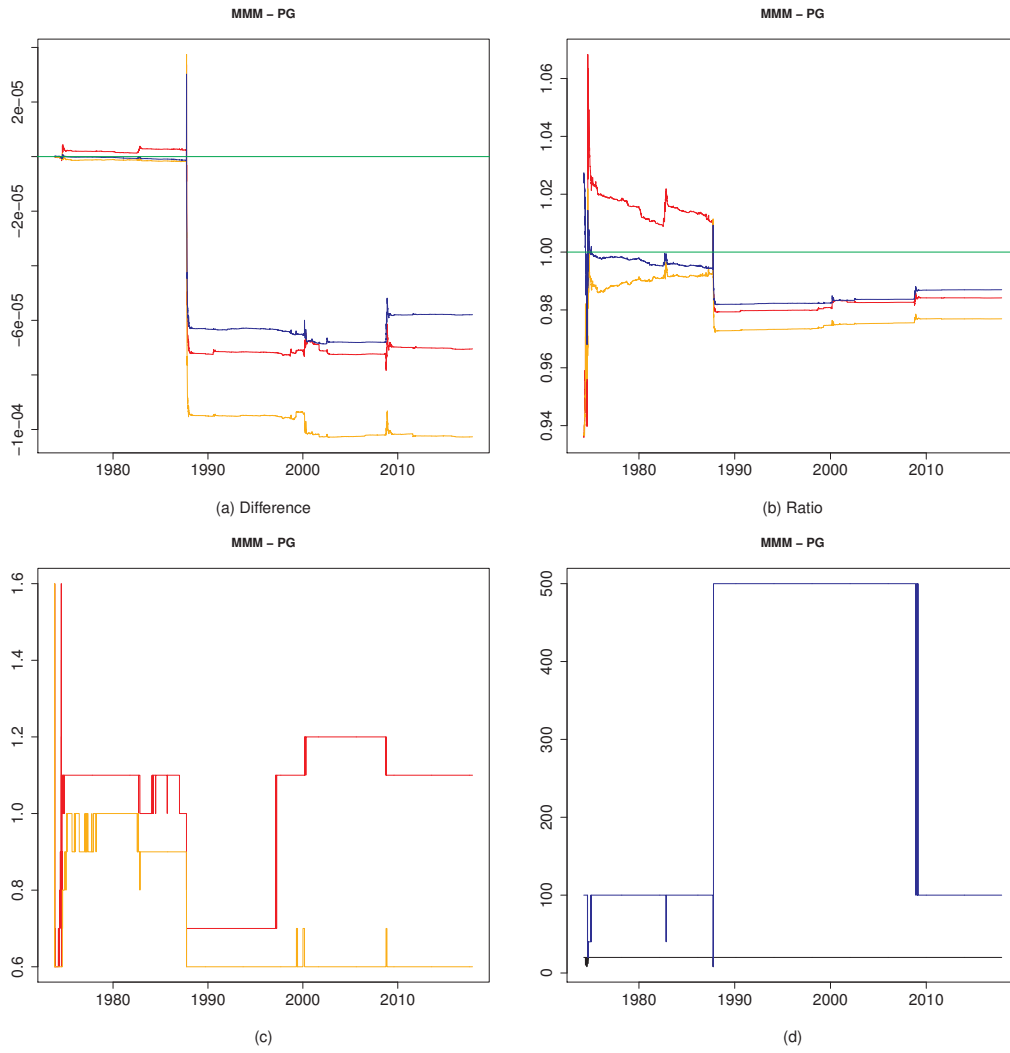 MMM − PG
2e−05
−2e−05
−6e−05
−1e−04
1980 1990 2000 2010
(a) Difference
MMM − PG
1.06
1.04
1.02
1.00
0.98
0.96
0.94
1980 1990 2000 2010
(b) Ratio
MMM − PG
1.6
1.4
1.2
1.0
0.8
0.6
1980 1990 2000 2010
(c)
MMM − PG
500
400
300
200
100
0
1980 1990 2000 2010
(d)